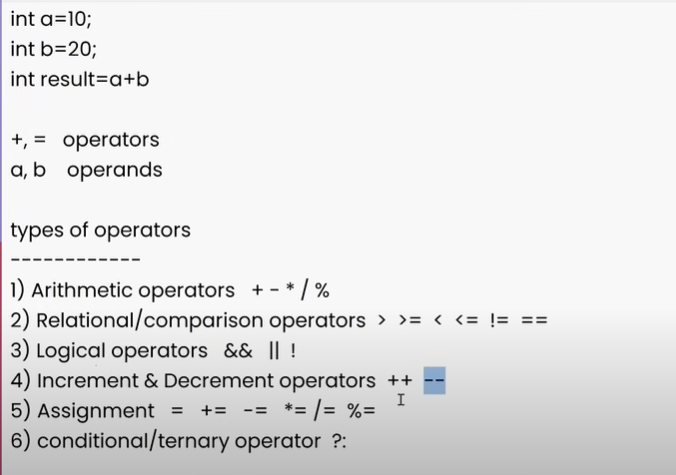 int a=10;
int b=20;
int result=a+b
+, = operators
a, b operands
types of operators
------------
1) Arithmetic operators + - * / %
2) Relational/comparison operators > >= < <= != ==
3) Logical operators && || !
4) Increment & Decrement operators ++ --
5) Assignment = += -= *= /= %=
6) conditional/ternary operator ?: